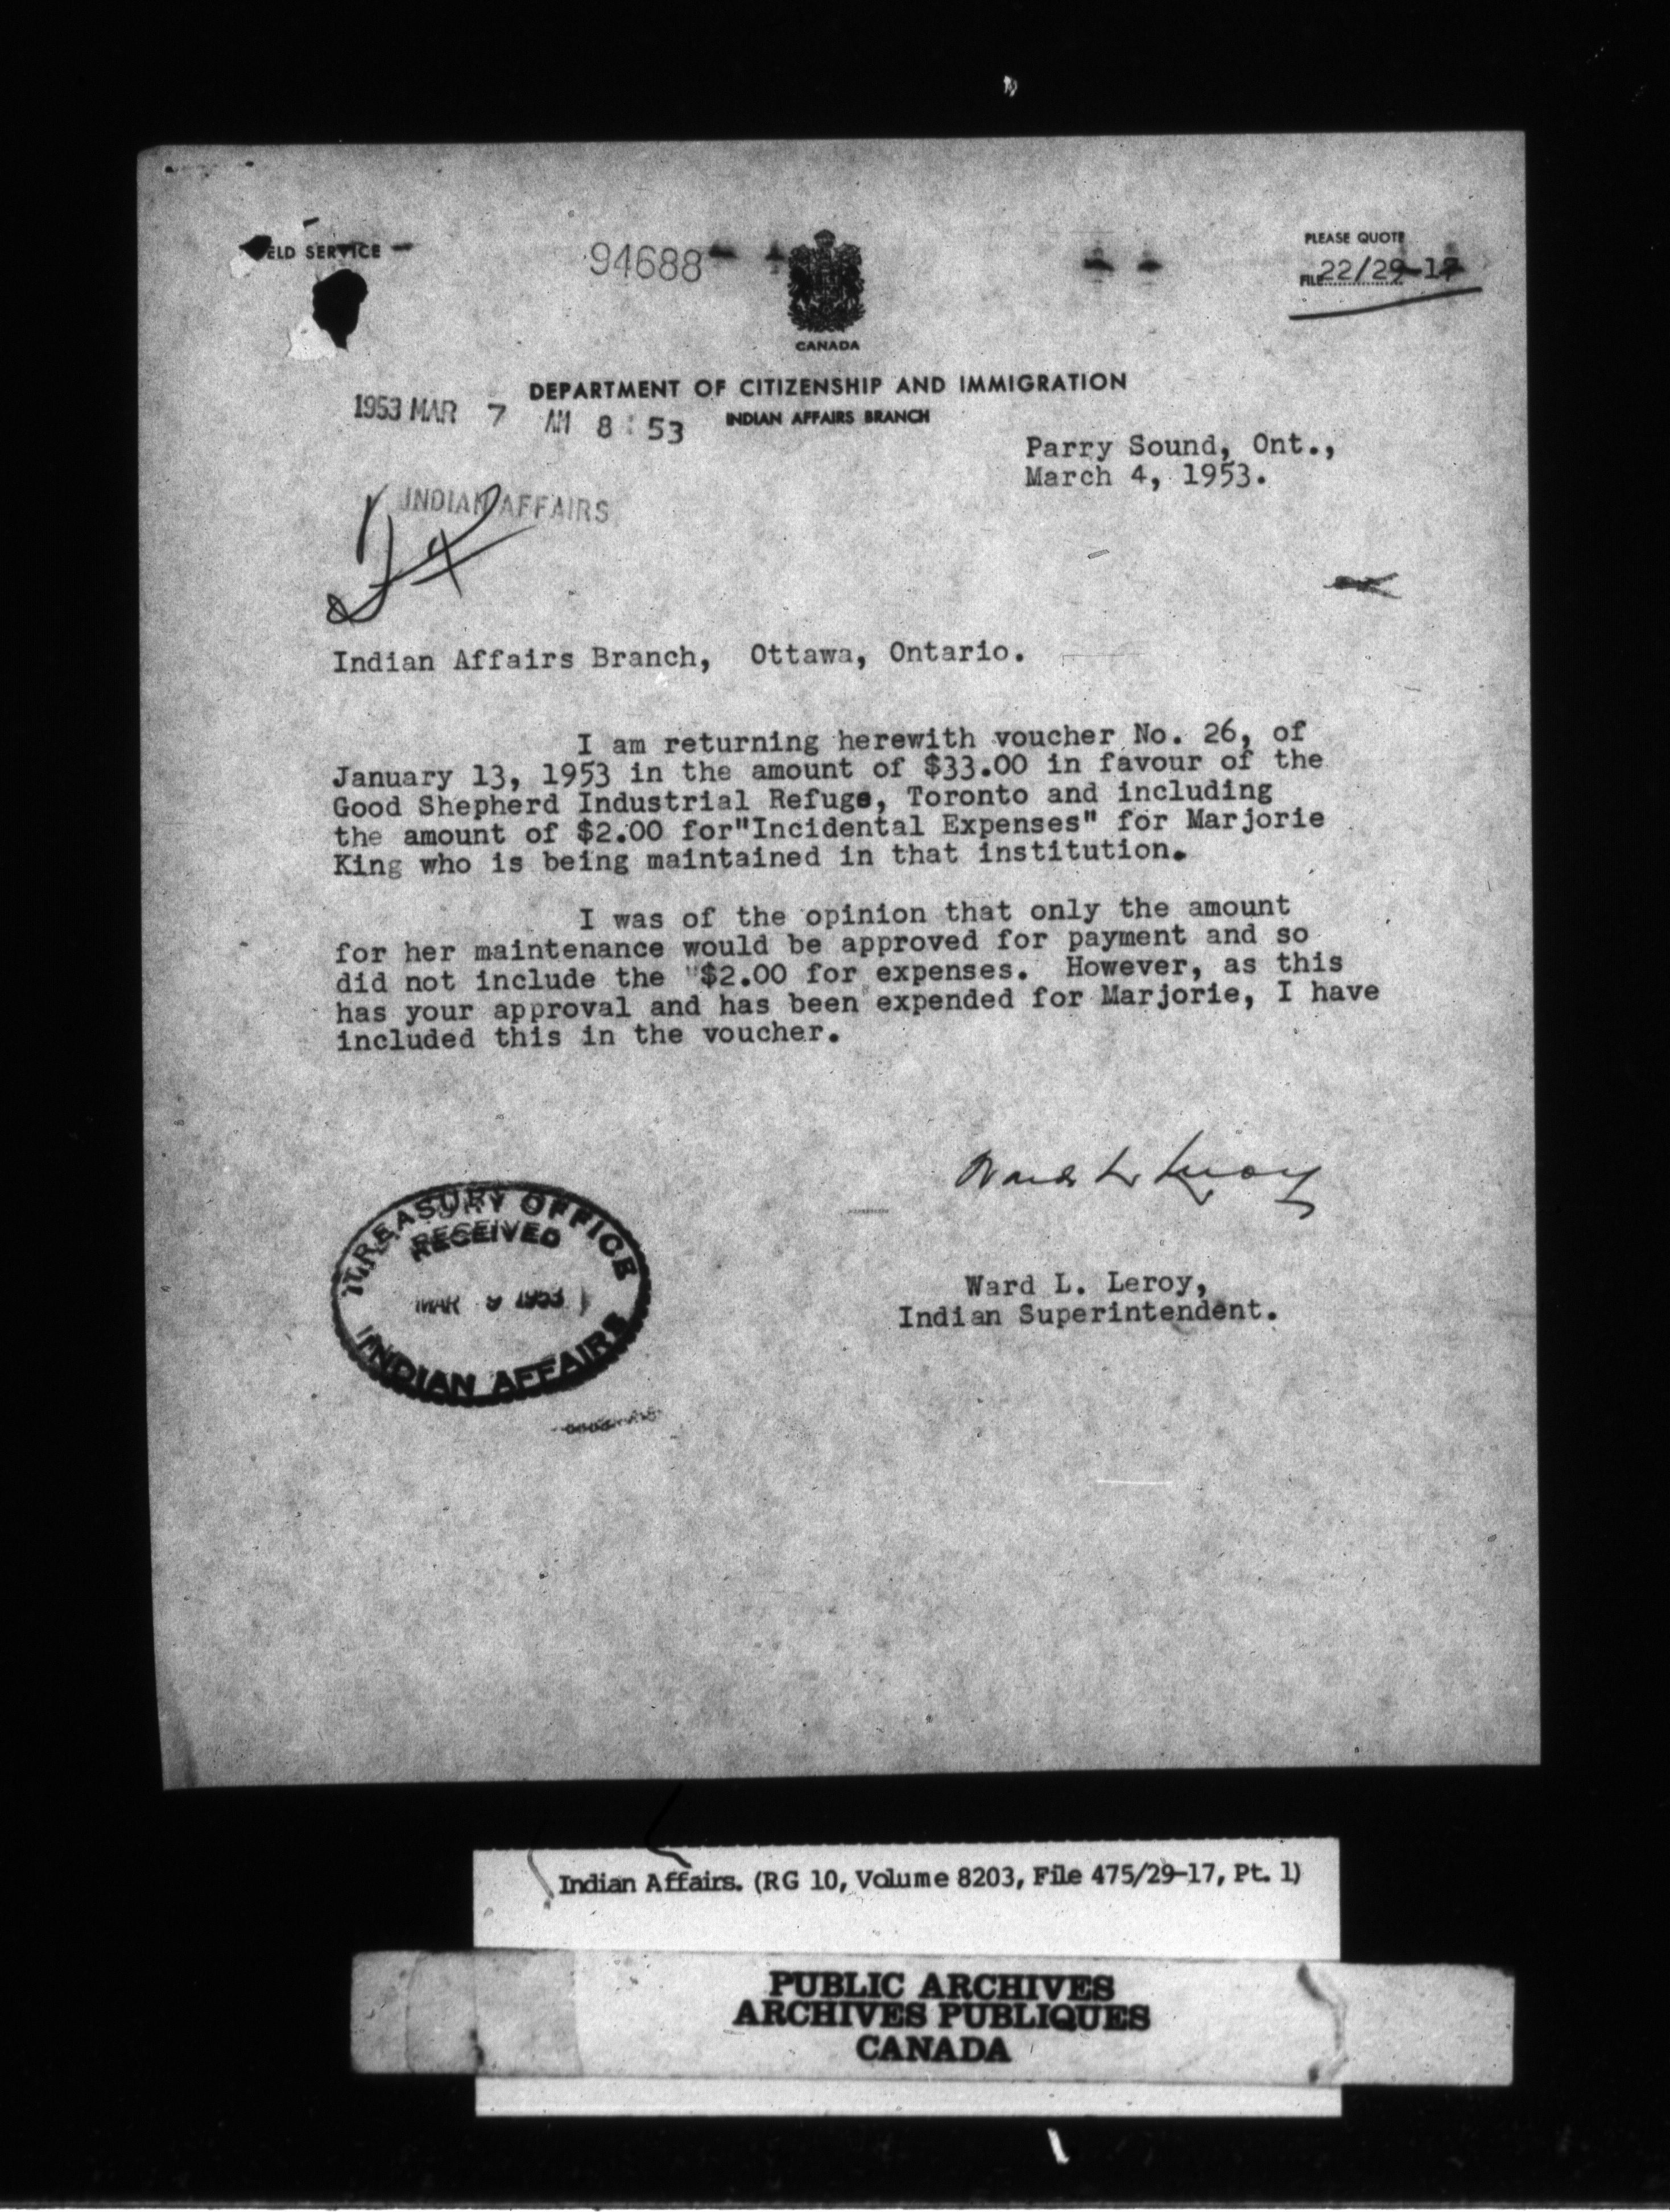 ELD SERVICE
94688
PLEASE QUOTE
FILE 22/29-17
CANADA
DEPARTMENT OF CITIZENSHIP AND IMMIGRATION
INDIAN AFFAIRS BRANCH
1953 MAR 7 AM 8:53
Parry Sound, Ont.,
March 4, 1953.
INDIAN AFFAIRS
Indian Affairs Branch, Ottawa, Ontario.
I am returning herewith voucher No. 26, of
January 13, 1953 in the amount of $33.00 in favour of the
Good Shepherd Industrial Refuge, Toronto and including
the amount of $2.00 for"Incidental Expenses" for Marjorie
King who is being maintained in that institution.
I was of the opinion that only the amount
for her maintenance would be approved for payment and so
did not include the "$2.00 for expenses. However, as this
has your approval and has been expended for Marjorie, I have
included this in the voucher.
Ward L Leroy
TREASURY OFFICE
RECEIVED
MAR 9 1953
INDIAN AFFAIRS
Ward L. Leroy,
Indian Superintendent.
Indian Affairs. (RG 10, Volume 8203, File 475/29-17, Pt. 1)
PUBLIC ARCHIVES
ARCHIVES PUBLIQUES
CANADA